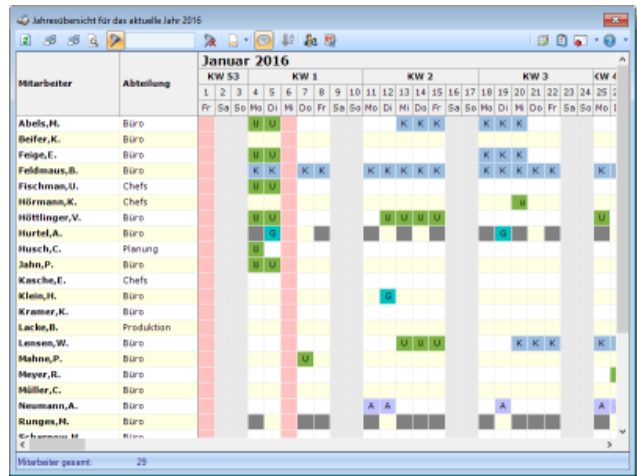 Jahresübersicht für das aktuelle Jahr 2016
Januar 2016
KW 53 KW 1 KW 2 KW 3 KW 4
Mitarbeiter Abteilung
1 2 3 4 5 6 7 8 9 10 11 12 13 14 15 16 17 18 19 20 21 22 23 24 25
Fr Sa So Mo Di Mi Do Fr Sa So Mo Di Mi Do Fr Sa So Mo Di Mi Do Fr Sa So Mo
Abels,M. Büro U U K K K K K K
Beifer,K. Büro
Feige,E. Büro U U K K K
Feldmaus,B. Büro K K K K K K K K K K K K K K K
Fischman,U. Chefs U U
Hörmann,K. Chefs U
Höttlinger,V. Büro U U U U U U U
Hurtel,A. Büro G G
Husch,C. Planung U
Jahn,P. Büro U U
Kasche,E. Chefs
Klein,H. Büro G
Kramer,K. Büro
Lacke,B. Produktion
Lensen,W. Büro U U U K K K K
Mahne,P. Büro U
Meyer,R. Büro
Müller,C. Büro
Neumann,A. Büro A A A A
Runges,M. Büro
Mitarbeiter gesamt: 29